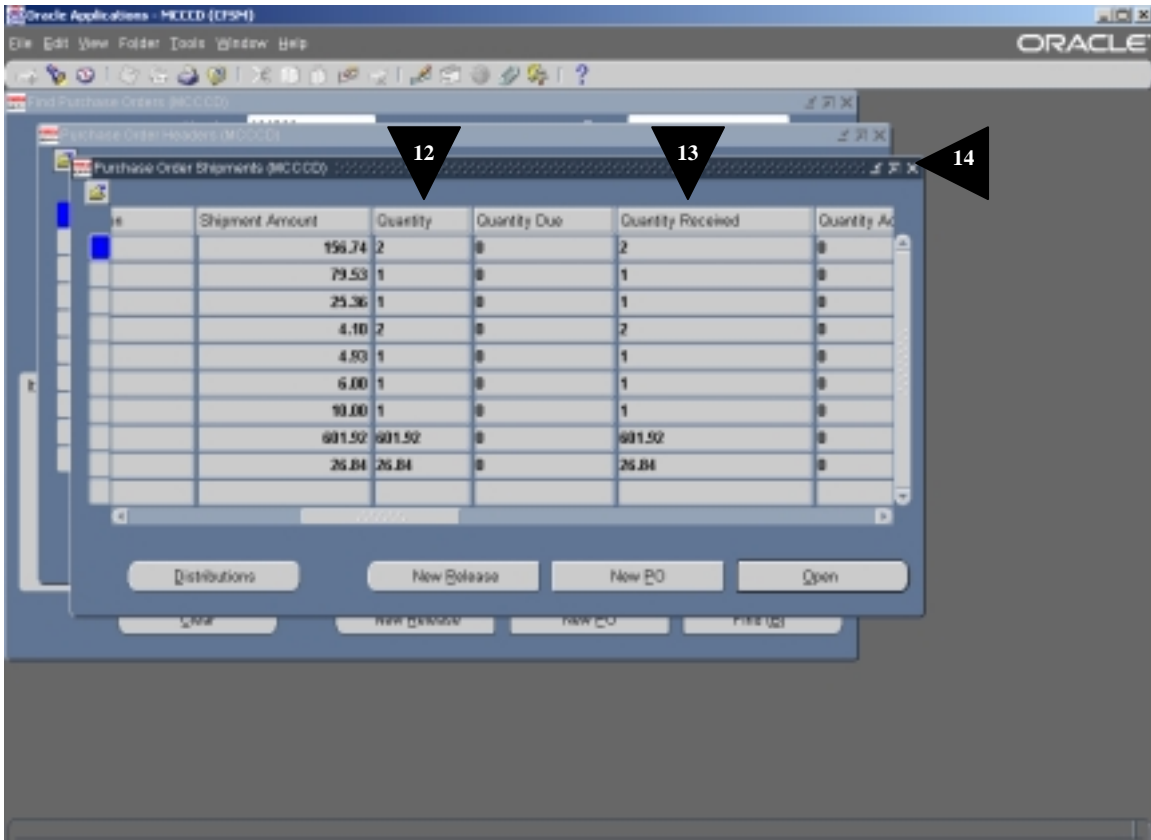 Oracle Applications - MCCCD (CFSM)
File Edit View Folder Tools Window Help
ORACLE
Find Purchase Orders (MCCCD)
Purchase Order Headers (MCCCD)
12
13
14
Purchase Order Shipments (MCCCD)
Shipment Amount Quantity Quantity Due Quantity Received Quantity Ac
156.74 2 0 2 0
79.53 1 0 1 0
25.36 1 0 1 0
4.10 2 0 2 0
4.93 1 0 1 0
6.00 1 0 1 0
10.00 1 0 1 0
601.92 601.92 0 601.92 0
26.84 26.84 0 26.84 0
Distributions New Release New PO Open
Clear New Release New PO